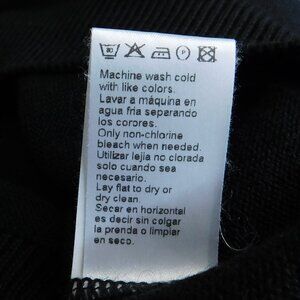 Machine wash cold
with like colors.
Lavar a máquina en
agua fria separando
los corores.
Only non-chlorine
bleach when needed.
Utilizar lejia no clorada
solo cuando sea
necesario.
Lay flat to dry or
dry clean.
Secar en horizontal
es decir sin colgar
la prenda o limpiar
en seco.